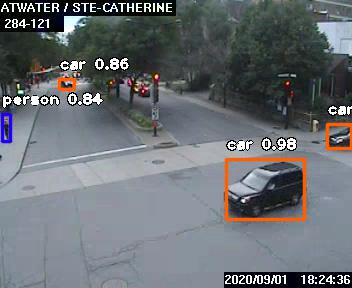 ATWATER / STE-CATHERINE
284-121
car 0.86
person 0.84
car
car 0.98
2020/09/01 18:24:36